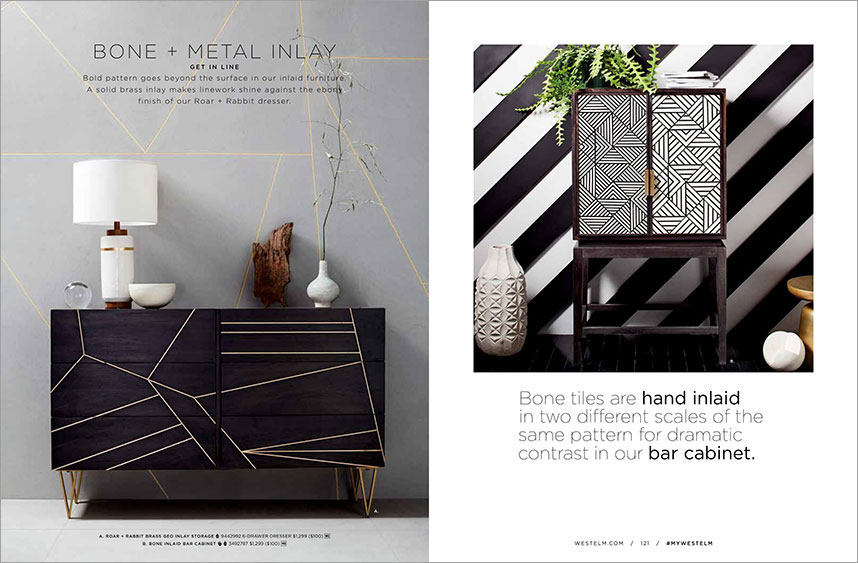 BONE + METAL INLAY
GET IN LINE
Bold pattern goes beyond the surface in our inlaid furniture.
A solid brass inlay makes linework shine against the ebony
finish of our Roar + Rabbit dresser.
A. ROAR + RABBIT BRASS GEO INLAY STORAGE 9442992 6-DRAWER DRESSER $1,299 ($100)
B. BONE INLAID BAR CABINET 3492787 $1,299 ($100)
A.
Bone tiles are hand inlaid
in two different scales of the
same pattern for dramatic
contrast in our bar cabinet.
WESTELM.COM / 121 / #MYWESTELM